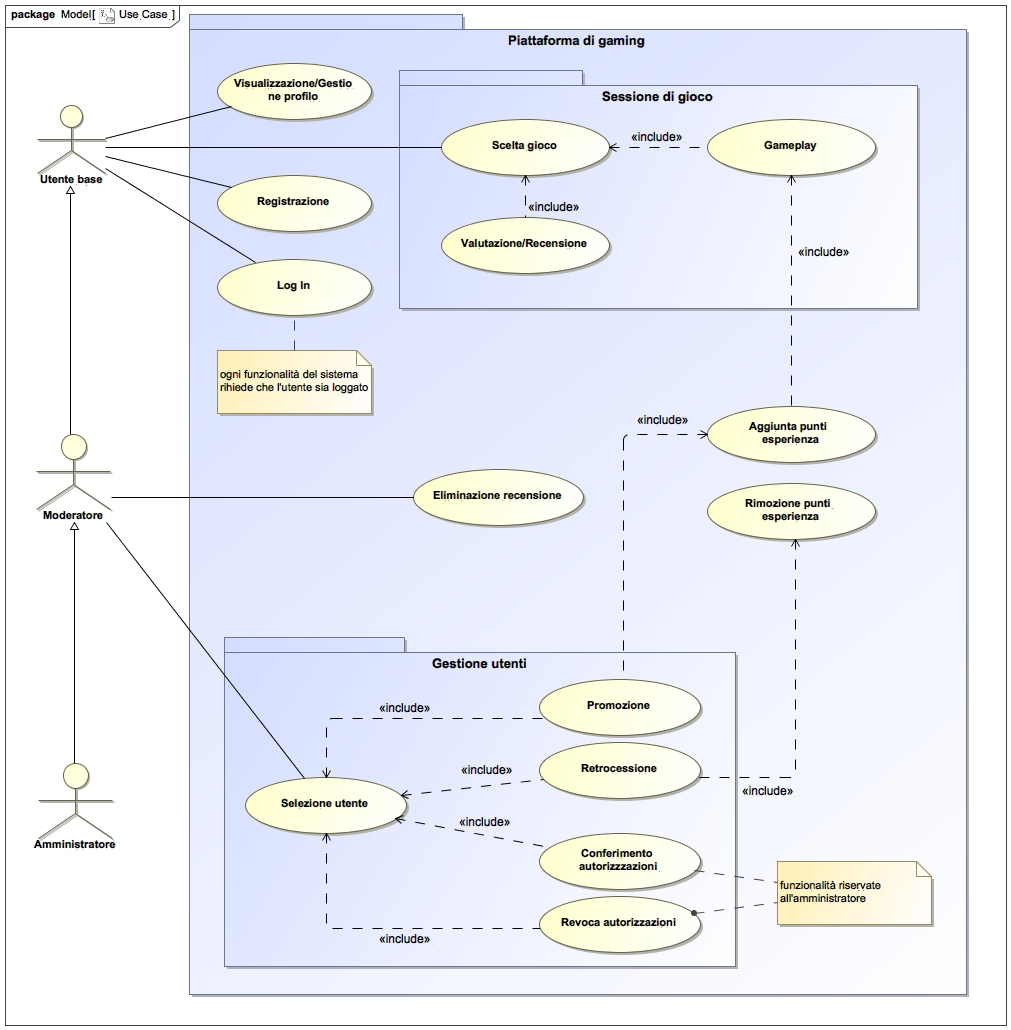 package Model[ Use Case ]
Piattaforma di gaming
Visualizzazione/Gestio
ne profilo
Sessione di gioco
Scelta gioco
«include»
Gameplay
Utente base
Registrazione
«include»
Valutazione/Recensione
«include»
Log In
ogni funzionalità del sistema
rihiede che l'utente sia loggato
«include»
Aggiunta punti
esperienza
Eliminazione recensione
Rimozione punti
esperienza
Moderatore
Gestione utenti
Promozione
«include»
Retrocessione
«include»
«include»
Selezione utente
«include»
Amministratore
Conferimento
autorizzzazioni
funzionalità riservate
all'amministratore
Revoca autorizzazioni
«include»